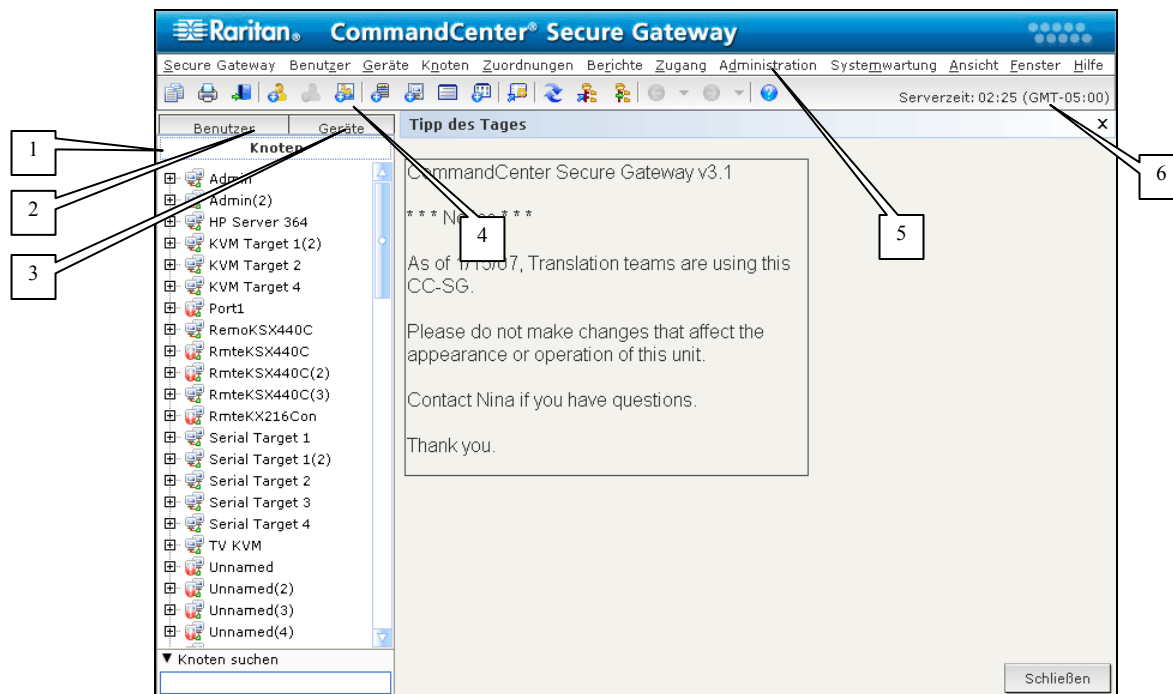 Raritan® CommandCenter® Secure Gateway
Secure Gateway Benutzer Geräte Knoten Zuordnungen Berichte Zugang Administration Systemwartung Ansicht Fenster Hilfe
Serverzeit: 02:25 (GMT-05:00)
Benutzer Geräte
Knoten
Tipp des Tages X
1
2
3
4
5
6
Admin
Admin(2)
HP Server 364
KVM Target 1(2)
KVM Target 2
KVM Target 4
Port1
RemoKSX440C
RmteKSX440C
RmteKSX440C(2)
RmteKSX440C(3)
RmteKX216Con
Serial Target 1
Serial Target 1(2)
Serial Target 2
Serial Target 3
Serial Target 4
TV KVM
Unnamed
Unnamed(2)
Unnamed(3)
Unnamed(4)
Knoten suchen
CommandCenter Secure Gateway v3.1
* * * * * *
As of 1/15/07, Translation teams are using this
CC-SG.
Please do not make changes that affect the
appearance or operation of this unit.
Contact Nina if you have questions.
Thank you.
Schließen